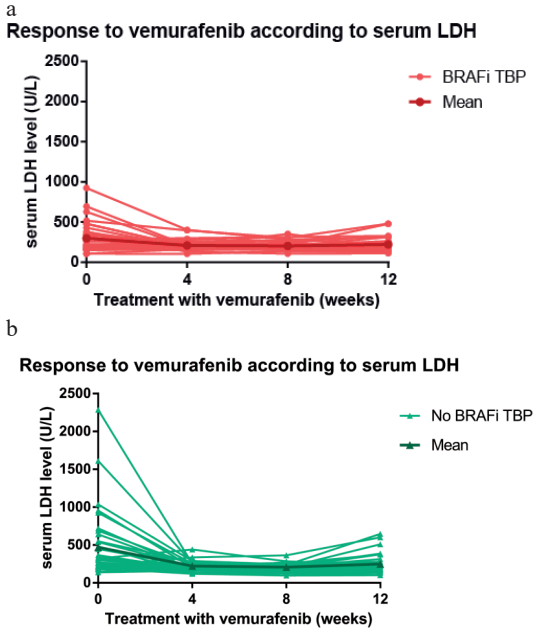 a
Response to vemurafenib according to serum LDH
2500
2000
1500
1000
500
0
serum LDH level (U/L)
0 4 8 12
Treatment with vemurafenib (weeks)
BRAFi TBP
Mean
b
Response to vemurafenib according to serum LDH
2500
2000
1500
1000
500
0
serum LDH level (U/L)
0 4 8 12
Treatment with vemurafenib (weeks)
No BRAFi TBP
Mean